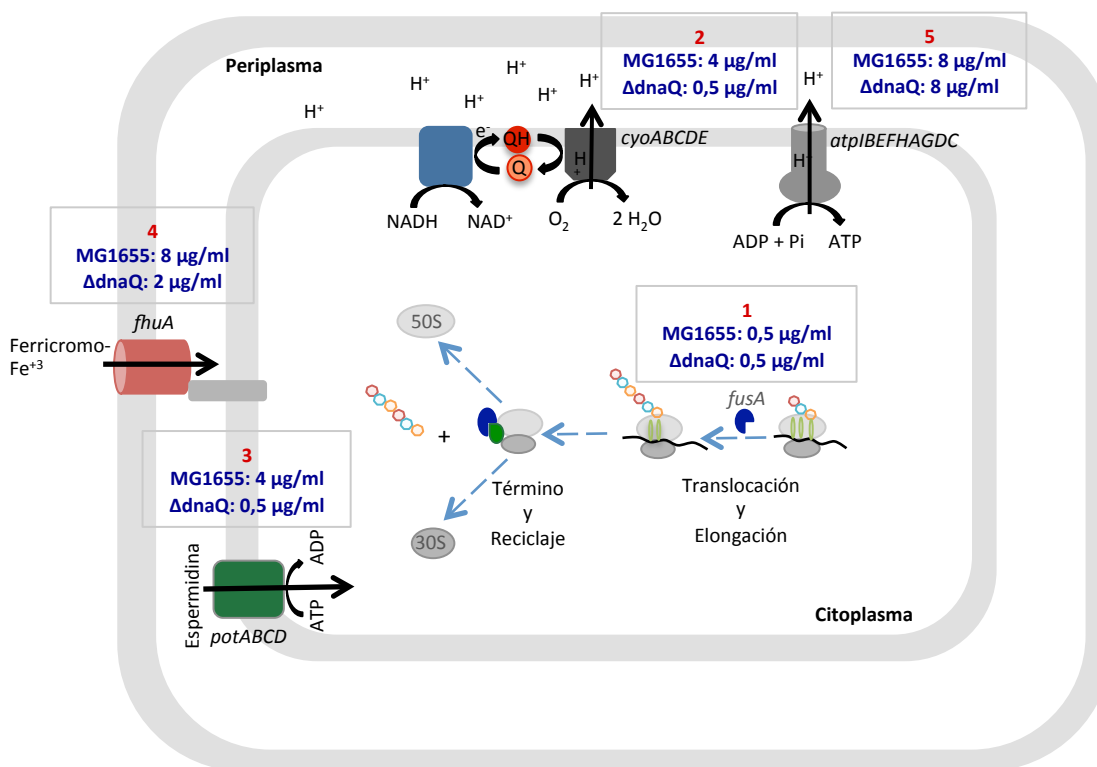 2
MG1655: 4 µg/ml
ΔdnaQ: 0,5 µg/ml
5
MG1655: 8 µg/ml
ΔdnaQ: 8 µg/ml
Periplasma
H⁺
H⁺
H⁺
H⁺
H⁺
H⁺
H⁺
e⁻
QH
Q
H⁺
cyoABCDE
H⁺
atpIBEFHAGDC
NADH
NAD⁺
O₂
2 H₂O
ADP + Pi
ATP
4
MG1655: 8 µg/ml
ΔdnaQ: 2 µg/ml
fhuA
Ferricromo-
Fe⁺³
1
MG1655: 0,5 µg/ml
ΔdnaQ: 0,5 µg/ml
50S
fusA
+
3
MG1655: 4 µg/ml
ΔdnaQ: 0,5 µg/ml
Término
y
Reciclaje
Translocación
y
Elongación
30S
Espermidina
ADP
ATP
potABCD
Citoplasma